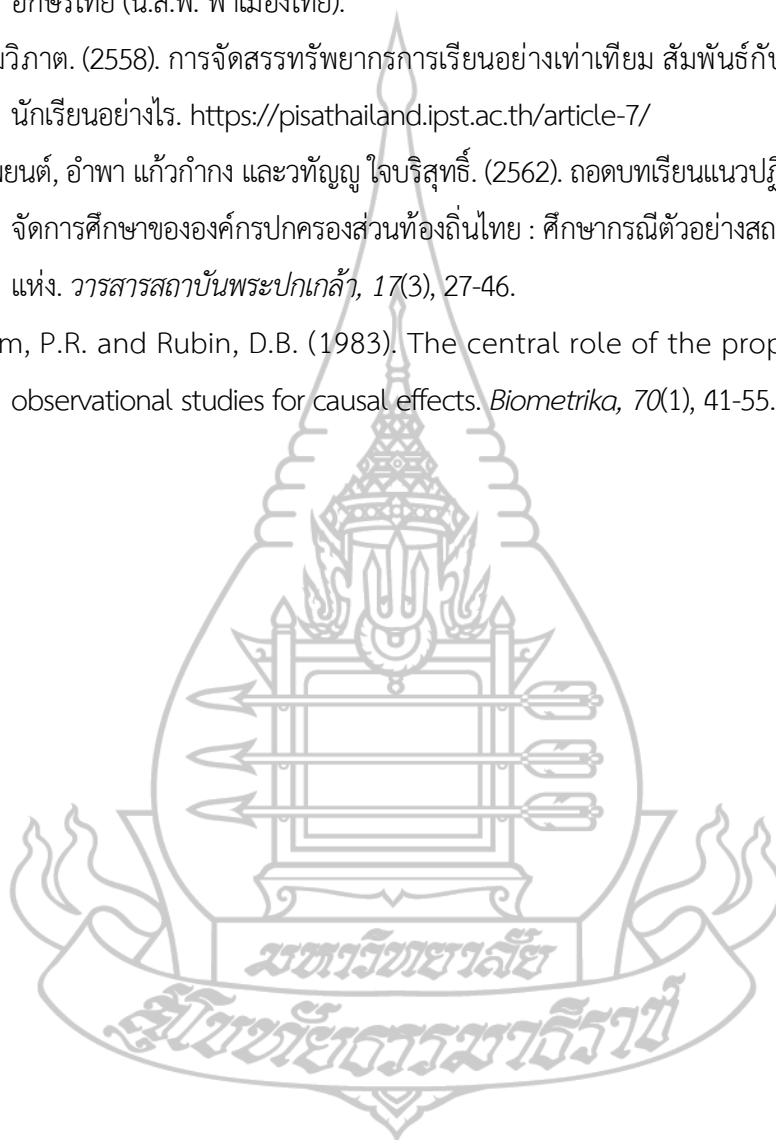 อักษรไทย (น.ส.พ. ฟ้าเมืองไทย).
มวิภาต. (2558). การจัดสรรทรัพยากรการเรียนอย่างเท่าเทียม สัมพันธ์กับ
นักเรียนอย่างไร. https://pisathailand.ipst.ac.th/article-7/
ยนต์, อำพา แก้วกำกง และวทัญญู ใจบริสุทธิ์. (2562). ถอดบทเรียนแนวปฏิ
จัดการศึกษาขององค์กรปกครองส่วนท้องถิ่นไทย : ศึกษากรณีตัวอย่างสถ
แห่ง. วารสารสถาบันพระปกเกล้า, 17(3), 27-46.
m, P.R. and Rubin, D.B. (1983). The central role of the prop
observational studies for causal effects. Biometrika, 70(1), 41-55.
มหาวิทยาลัย
สุโขทัยธรรมาธิราช